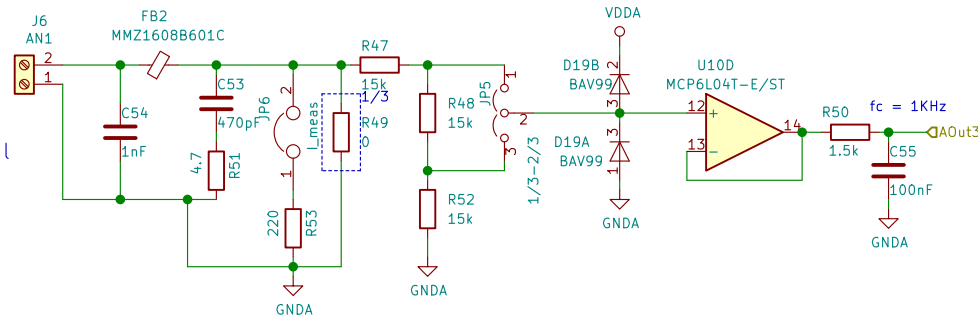 J6
AN1
2
1
FB2
MMZ1608B601C
C54
1nF
C53
470pF
4.7
R51
JP6
2
1
220
R53
GNDA
I_meas
1/3
R49
0
R47
15k
R48
15k
R52
15k
GNDA
JP5
1
2
3
1/3-2/3
VDDA
D19B
BAV99
2
3
D19A
BAV99
3
1
GNDA
U10D
MCP6L04T-E/ST
12
+
13
-
14
R50
1.5k
fc = 1KHz
AOut3
C55
100nF
GNDA
l